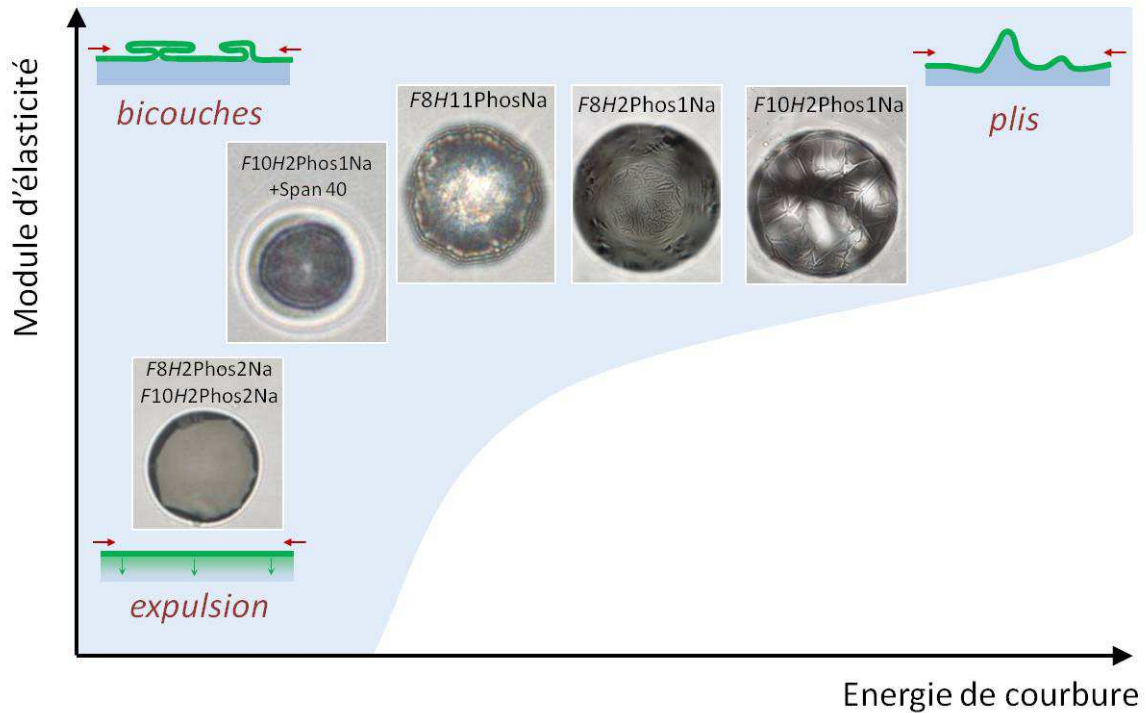 Module d'élasticité
bicouches
plis
F8H11PhosNa
F8H2Phos1Na
F10H2Phos1Na
F10H2Phos1Na
+Span 40
F8H2Phos2Na
F10H2Phos2Na
expulsion
Energie de courbure